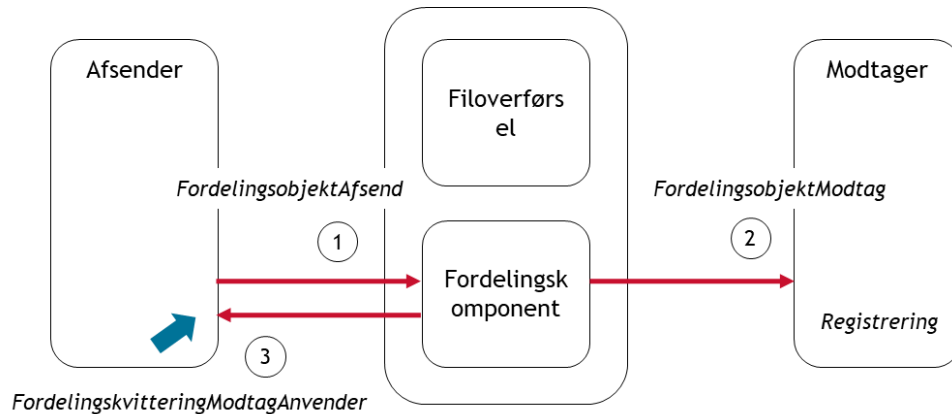 Afsender
Filoverførs
el
Modtager
FordelingsobjektAfsend
FordelingsobjektModtag
1
2
Fordelingsk
omponent
Registrering
3
FordelingskvitteringModtagAnvender